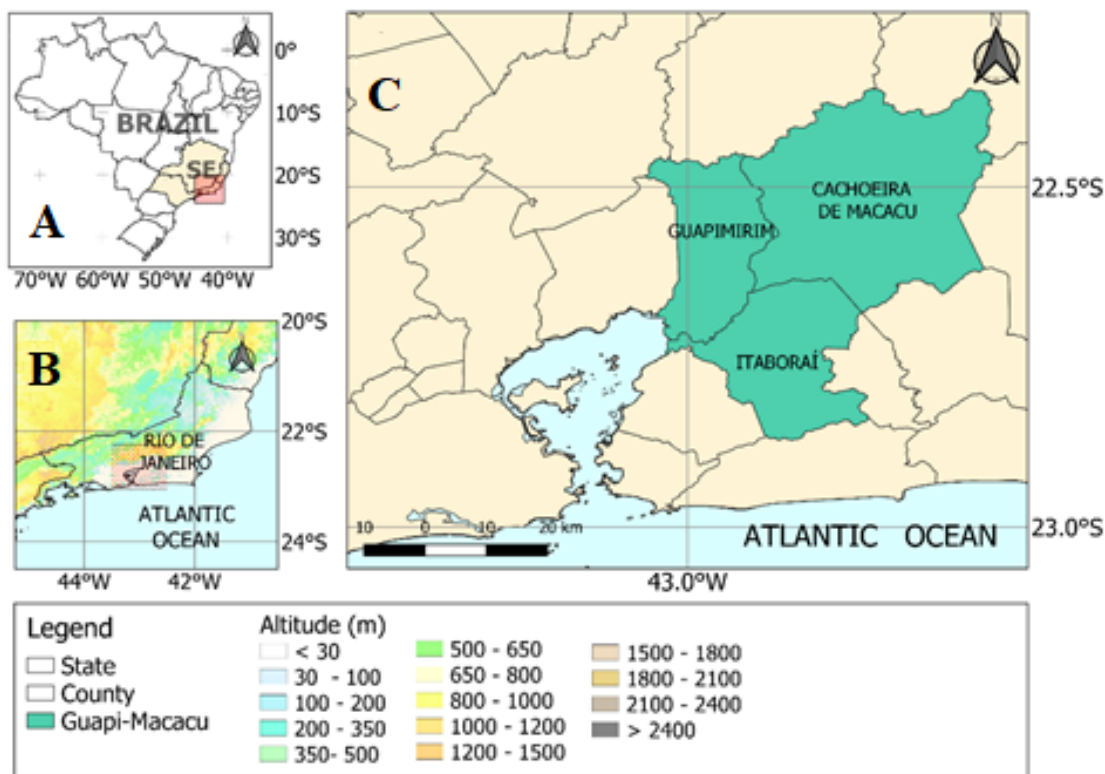 A
N
0°
10°S
20°S
30°S
BRAZIL
SE
70°W 60°W 50°W 40°W
B
N
20°S
22°S
24°S
RIO DE
JANEIRO
ATLANTIC
OCEAN
44°W 42°W
C
N
22.5°S
23.0°S
CACHOEIRA
DE MACACU
GUAPIMIRIM
ITABORAÍ
10 0 10 20 km
ATLANTIC OCEAN
43.0°W
Legend
State
County
Guapi-Macacu
Altitude (m)
< 30
30 - 100
100 - 200
200 - 350
350- 500
500 - 650
650 - 800
800 - 1000
1000 - 1200
1200 - 1500
1500 - 1800
1800 - 2100
2100 - 2400
> 2400